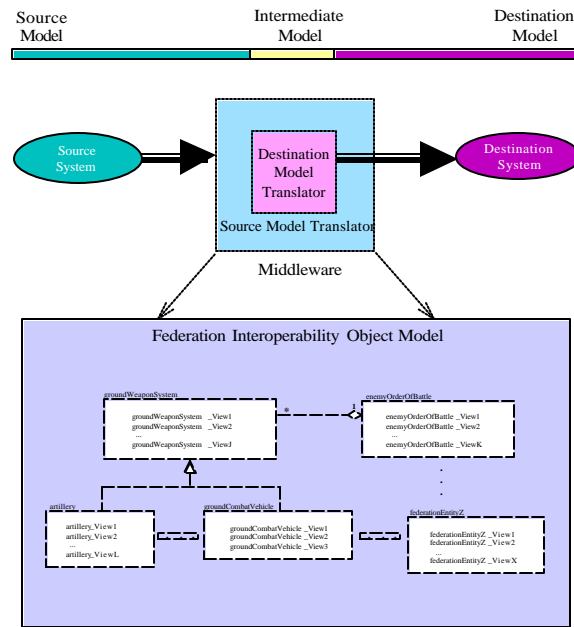 Source Model
Intermediate Model
Destination Model
Source System
Destination Model Translator
Destination System
Source Model Translator
Middleware
Federation Interoperability Object Model
groundWeaponSystem
groundWeaponSystem _View1
groundWeaponSystem _View2
...
groundWeaponSystem _ViewJ
*
1
enemyOrderOfBattle
enemyOrderOfBattle _View1
enemyOrderOfBattle _View2
...
enemyOrderOfBattle _ViewK
.
.
.
artillery
artillery_View1
artillery_View2
...
artillery_ViewL
groundCombatVehicle
groundCombatVehicle _View1
groundCombatVehicle _View2
groundCombatVehicle _View3
federationEntityZ
federationEntityZ _View1
federationEntityZ _View2
...
federationEntityZ _ViewX